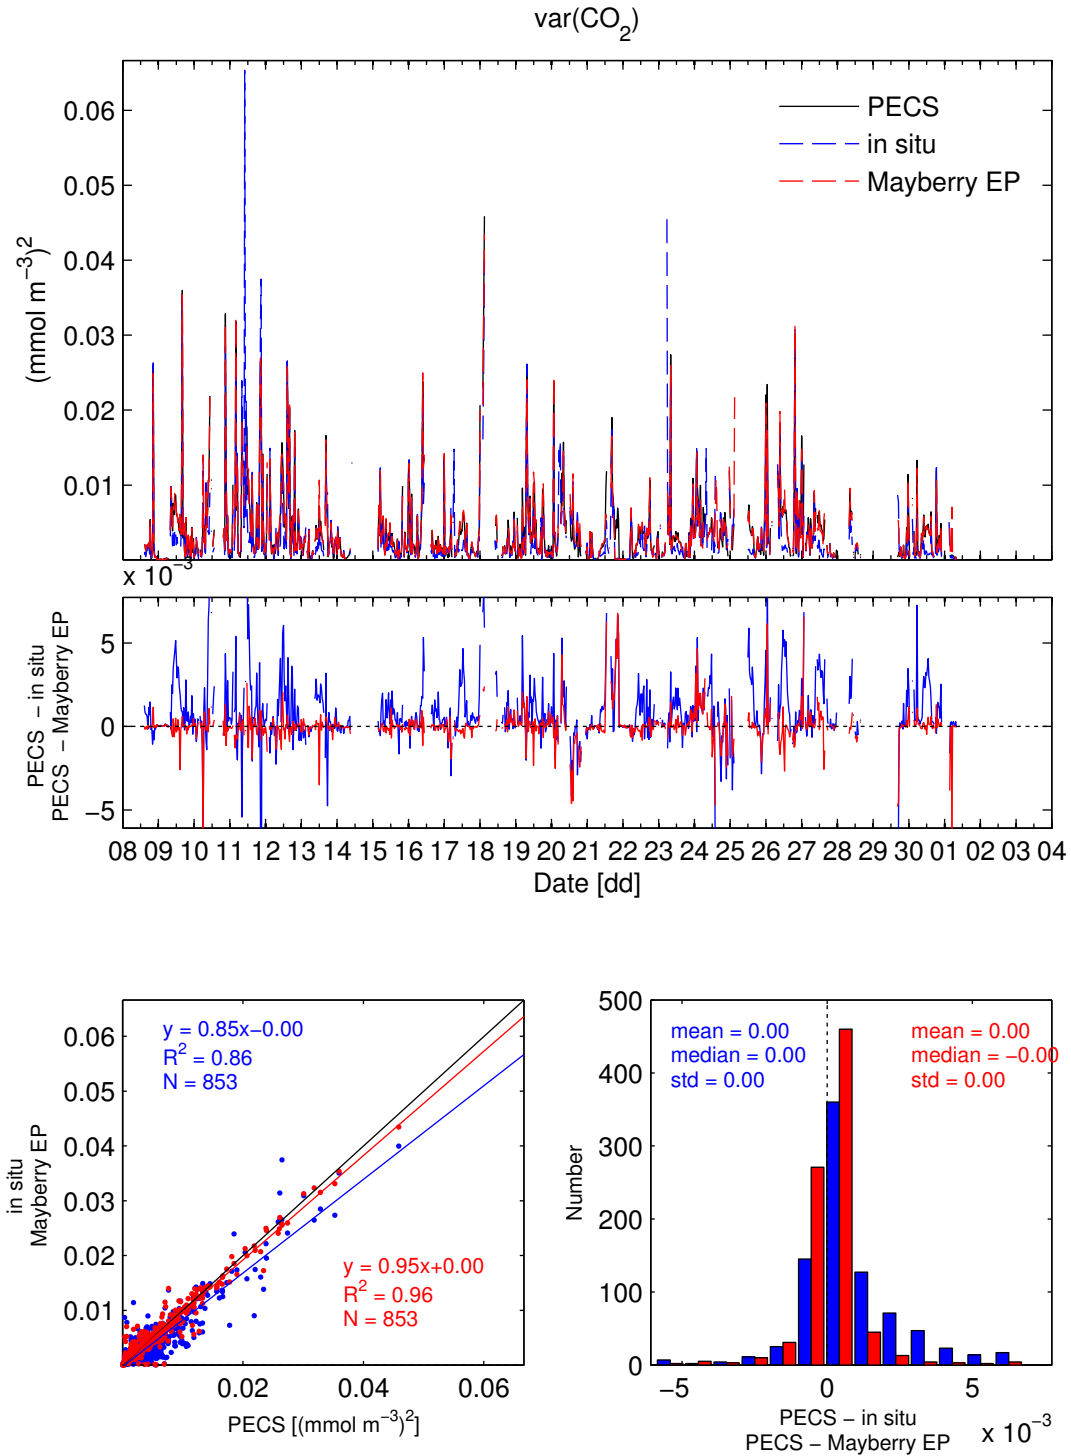 var(CO2)
0.06
0.05
0.04
0.03
0.02
0.01
(mmol m−3)2
PECS
in situ
Mayberry EP
x 10−3
5
0
−5
PECS − in situ
PECS − Mayberry EP
08 09 10 11 12 13 14 15 16 17 18 19 20 21 22 23 24 25 26 27 28 29 30 01 02 03 04
Date [dd]
0.06
0.05
0.04
0.03
0.02
0.01
in situ
Mayberry EP
y = 0.85x−0.00
R2 = 0.86
N = 853
y = 0.95x+0.00
R2 = 0.96
N = 853
0.02 0.04 0.06
PECS [(mmol m−3)2]
500
400
300
200
100
0
Number
mean = 0.00
median = 0.00
std = 0.00
mean = 0.00
median = −0.00
std = 0.00
−5 0 5
PECS − in situ
PECS − Mayberry EP
x 10−3